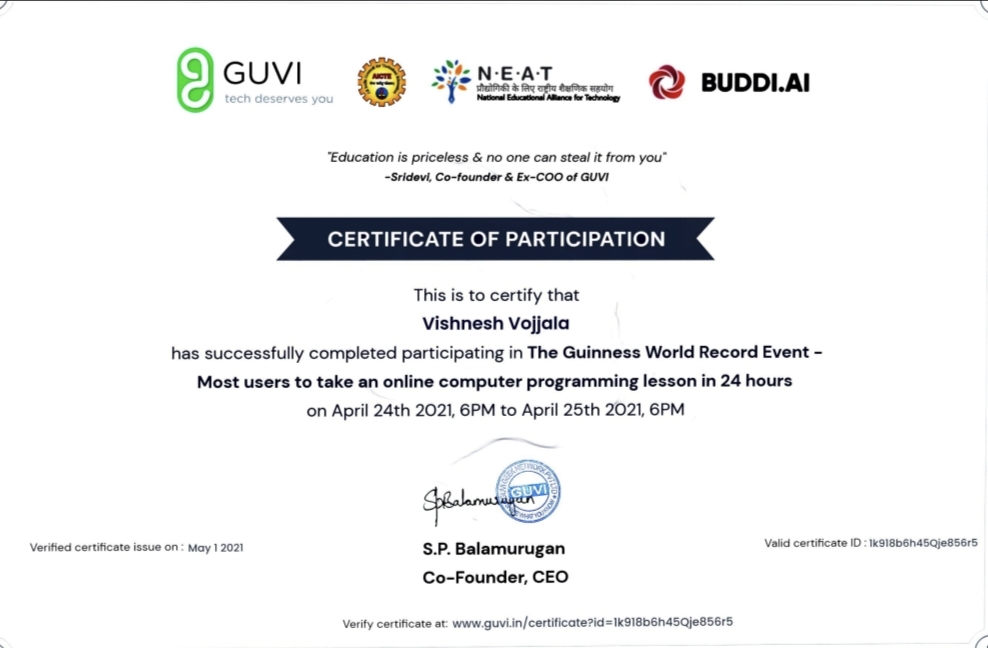 GUVI
tech deserves you
AICTE
N·E·A·T
प्रौद्योगिकी के लिए राष्ट्रीय शैक्षणिक सहयोग
National Educational Alliance for Technology
BUDDI.AI
"Education is priceless & no one can steal it from you"
-Sridevi, Co-founder & Ex-COO of GUVI
CERTIFICATE OF PARTICIPATION
This is to certify that
Vishnesh Vojjala
has successfully completed participating in The Guinness World Record Event –
Most users to take an online computer programming lesson in 24 hours
on April 24th 2021, 6PM to April 25th 2021, 6PM
SpBalamurugan
GUVI
S.P. Balamurugan
Co-Founder, CEO
Verified certificate issue on : May 1 2021
Valid certificate ID : 1k918b6h45Qje856r5
Verify certificate at: www.guvi.in/certificate?id=1k918b6h45Qje856r5